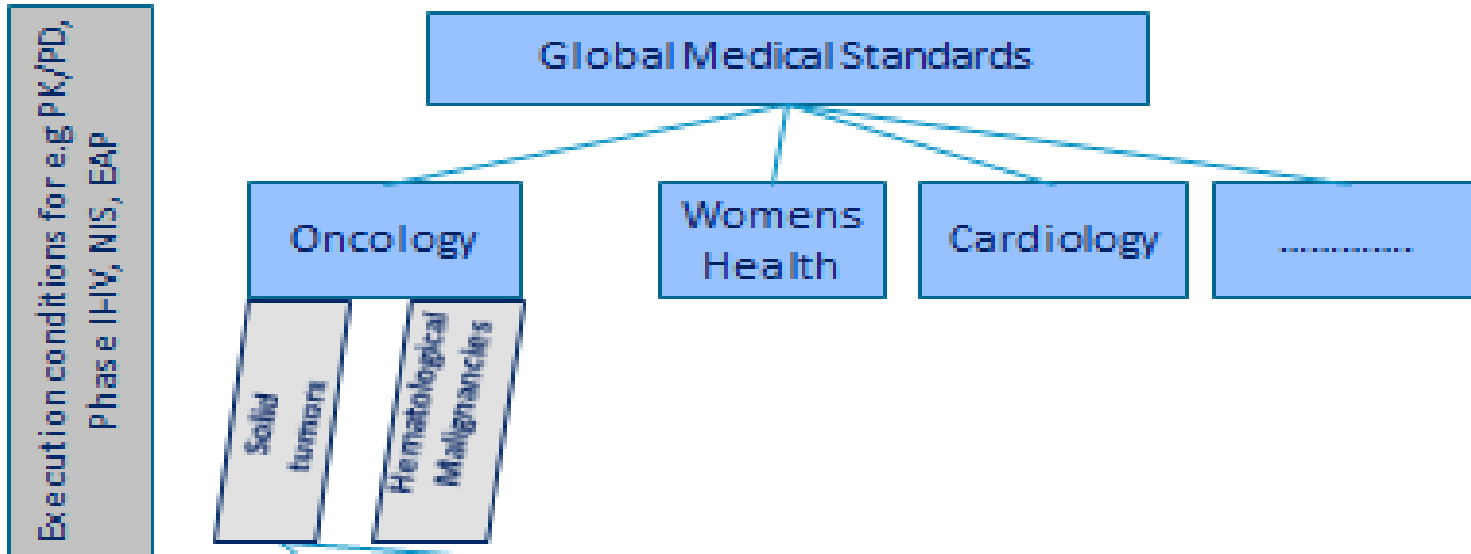 Execution conditions for e.g PK/PD,
Phase I-IV, NIS, EAP
Global Medical Standards
Oncology
Womens
Health
Cardiology
..............
Solid
tumors
Hematological
Malignancies